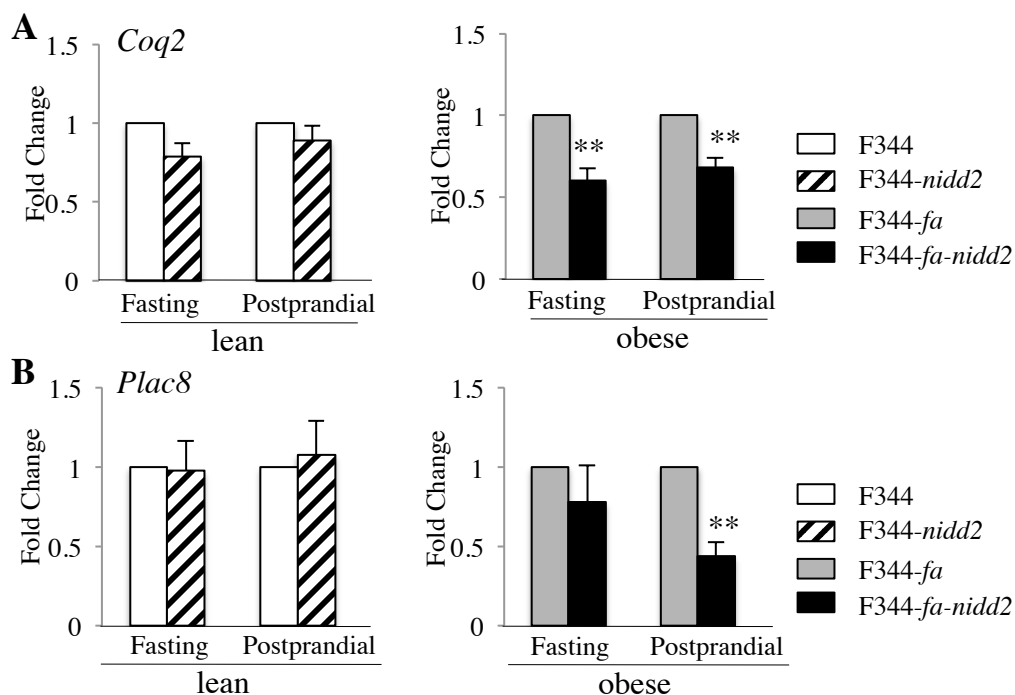 A
Coq2
1.5
1
0.5
0
Fold Change
Fasting Postprandial
lean
1.5
1
0.5
0
Fold Change
**
**
Fasting Postprandial
obese
F344
F344-nidd2
F344-fa
F344-fa-nidd2
B
Plac8
1.5
1
0.5
0
Fold Change
Fasting Postprandial
lean
1.5
1
0.5
0
Fold Change
**
Fasting Postprandial
obese
F344
F344-nidd2
F344-fa
F344-fa-nidd2